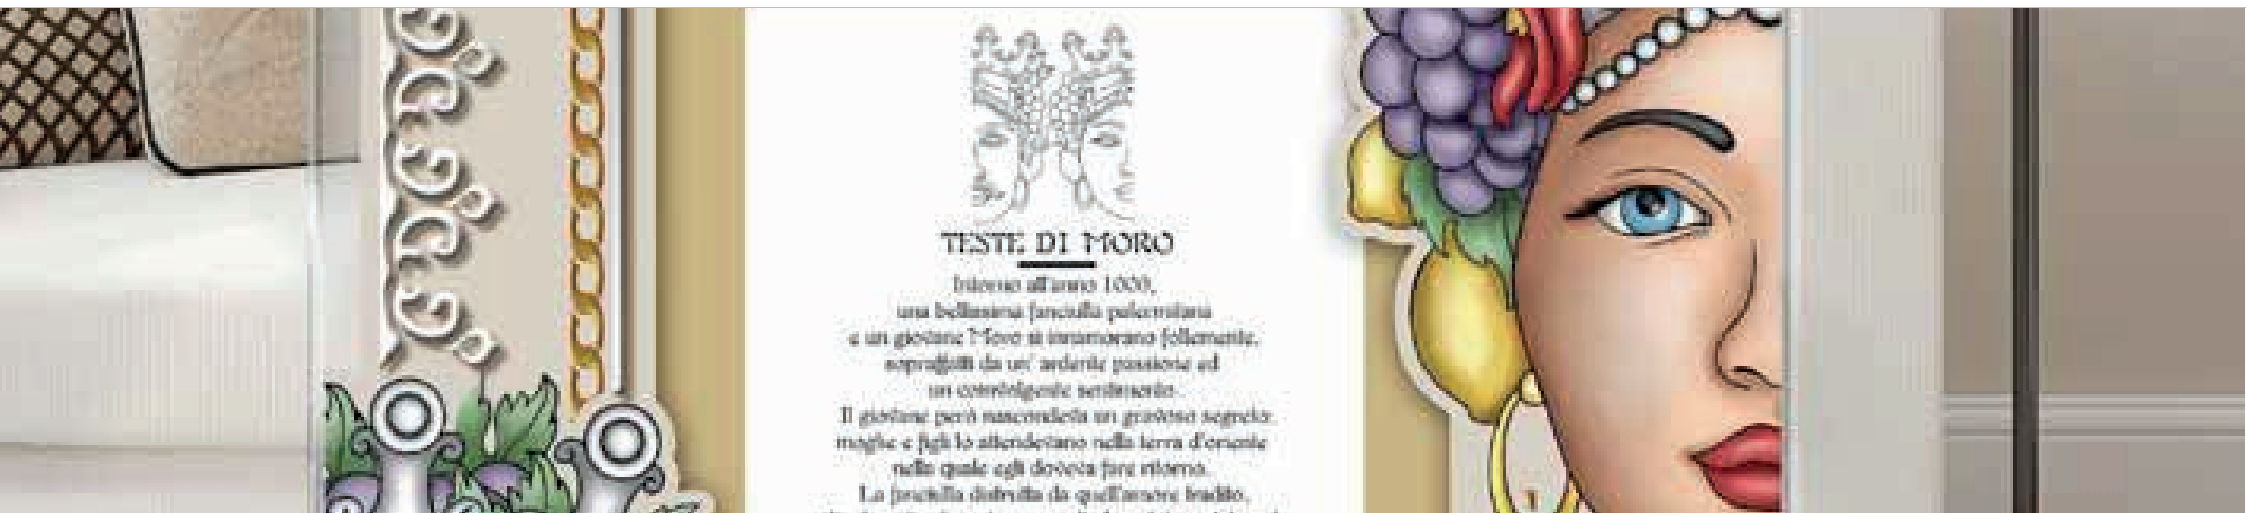 TESTE DI MORO
Intorno all'anno 1000,
una bellissima fanciulla palermitana
e un giovane Moro si innamorano follemente,
sopraffatti da un' ardente passione ed
un coinvolgente sentimento.
Il giovane però nascondeva un gravoso segreto:
moglie e figli lo attendevano nella terra d'oriente
nella quale egli doveva fare ritorno.
La fanciulla distrutta da quell'amore tradito,